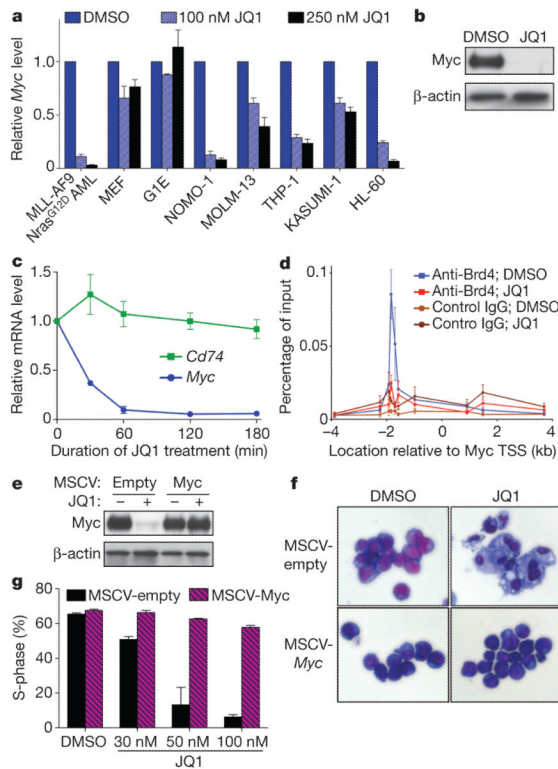 a
DMSO 100 nM JQ1 250 nM JQ1
Relative Myc level
1.0
0.5
0
MLL-AF9
NrasG12D AML
MEF
G1E
NOMO-1
MOLM-13
THP-1
KASUMI-1
HL-60
b
DMSO JQ1
Myc
β-actin
c
Relative mRNA level
1.5
1.0
0.5
0
Cd74
Myc
0 60 120 180
Duration of JQ1 treatment (min)
d
Percentage of input
0.1
0.05
0
Anti-Brd4; DMSO
Anti-Brd4; JQ1
Control IgG; DMSO
Contro IgG; JQ1
−4 −3 −2 −1 0 1 2 3 4
Location relative to Myc TSS (kb)
e
MSCV: Empty Myc
JQ1: − + − +
Myc
β-actin
f
DMSO JQ1
MSCV-
empty
MSCV-
Myc
g
MSCV-empty MSCV-Myc
S-phase (%)
80
60
40
20
0
DMSO 30 nM 50 nM 100 nM
JQ1